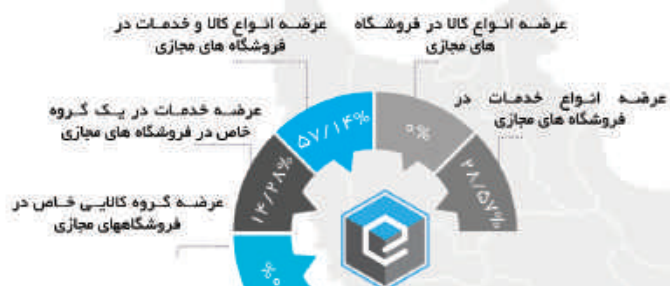 عرضه انواع کالا در فروشگاه
های مجازی
عرضه انواع کالا و خدمات در
فروشگاه های مجازی
عرضه انواع خدمات در
فروشگاه های مجازی
عرضه خدمات در یک گروه
خاص در فروشگاه های مجازی
عرضه گروه کالایی خاص در
فروشگاههای مجازی
۰%
۵۷/۱۴%
۲۸/۵۷%
۱۴/۲۸%